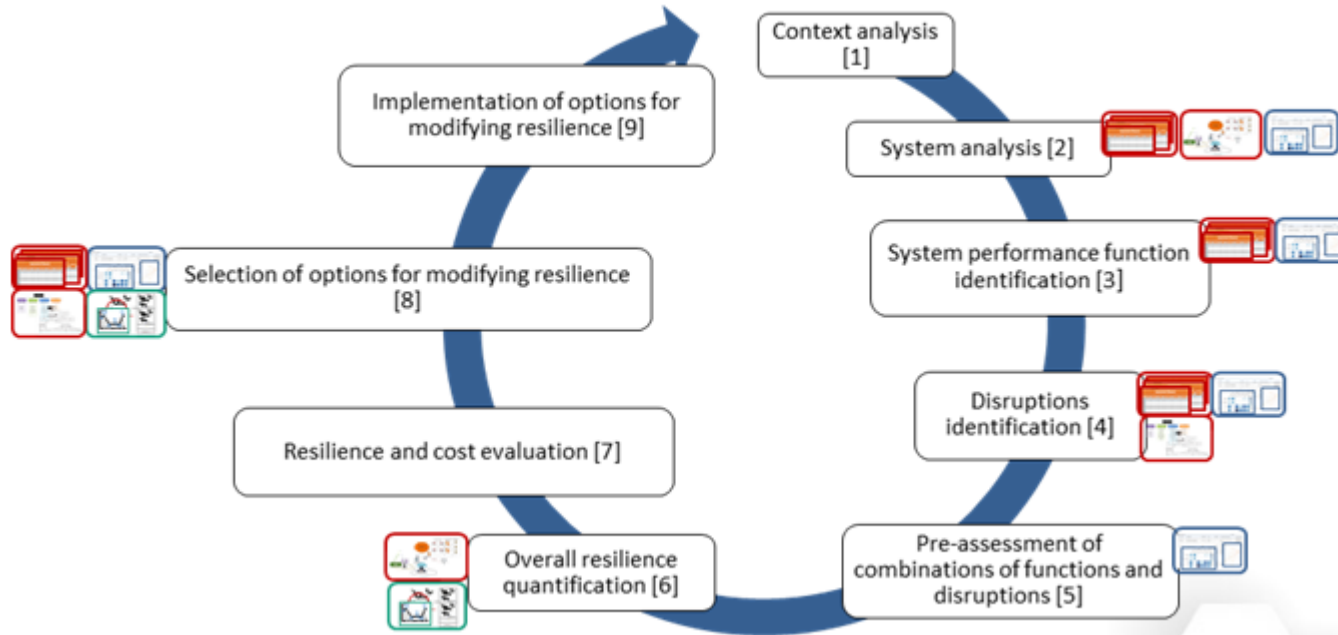 Context analysis
[1]
System analysis [2]
System performance function
identification [3]
Disruptions
identification [4]
Pre-assessment of
combinations of functions and
disruptions [5]
Overall resilience
quantification [6]
Resilience and cost evaluation [7]
Selection of options for modifying resilience
[8]
Implementation of options for
modifying resilience [9]